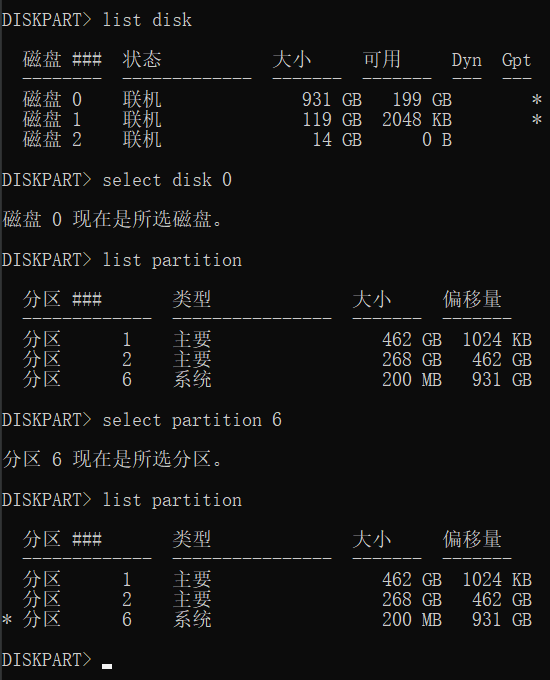 DISKPART> list disk
磁盘 ### 状态 大小 可用 Dyn Gpt
-------- ------------- ------- ------- --- ---
磁盘 0 联机 931 GB 199 GB *
磁盘 1 联机 119 GB 2048 KB *
磁盘 2 联机 14 GB 0 B
DISKPART> select disk 0
磁盘 0 现在是所选磁盘。
DISKPART> list partition
分区 ### 类型 大小 偏移量
------------- ---------------- ------- -------
分区 1 主要 462 GB 1024 KB
分区 2 主要 268 GB 462 GB
分区 6 系统 200 MB 931 GB
DISKPART> select partition 6
分区 6 现在是所选分区。
DISKPART> list partition
分区 ### 类型 大小 偏移量
------------- ---------------- ------- -------
分区 1 主要 462 GB 1024 KB
分区 2 主要 268 GB 462 GB
* 分区 6 系统 200 MB 931 GB
DISKPART>